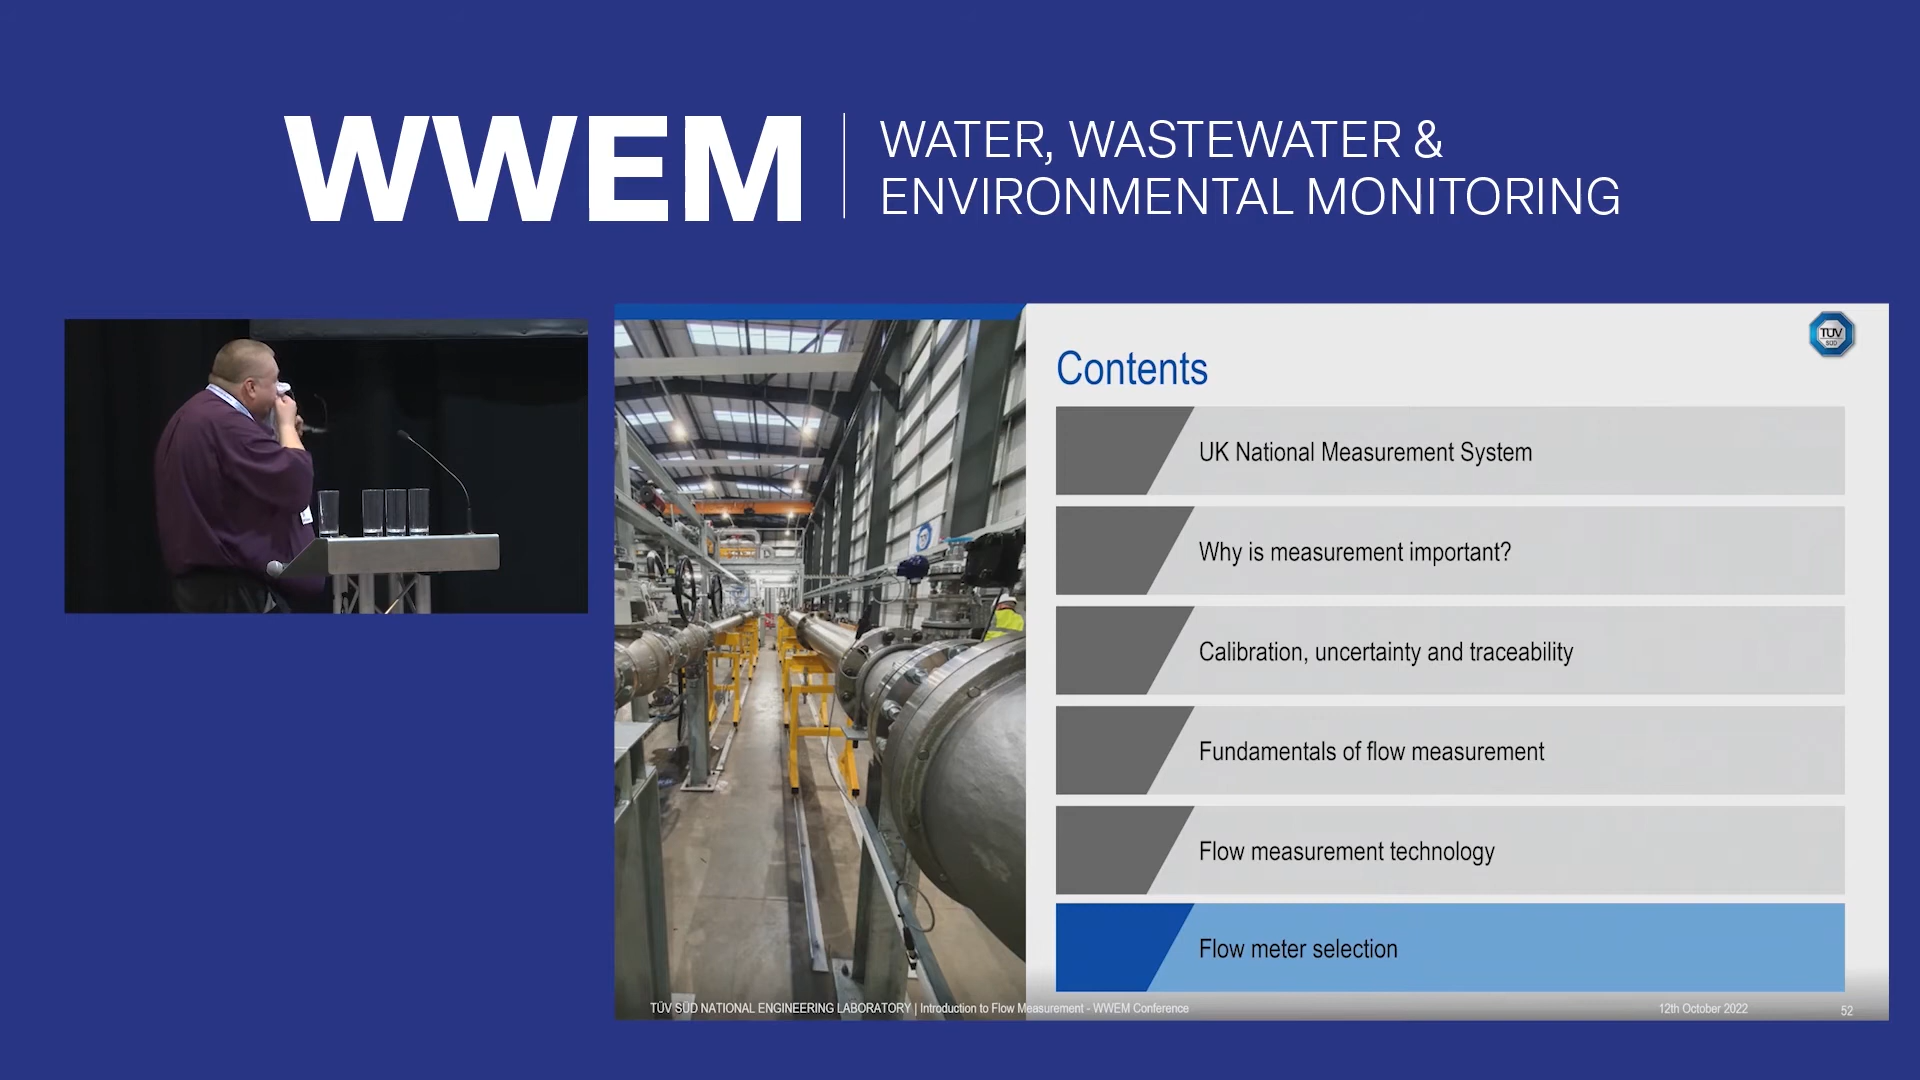 WWEM
WATER, WASTEWATER &
ENVIRONMENTAL MONITORING
TÜV
SÜD
Contents
UK National Measurement System
Why is measurement important?
Calibration, uncertainty and traceability
Fundamentals of flow measurement
Flow measurement technology
Flow meter selection
TÜV SÜD NATIONAL ENGINEERING LABORATORY | Introduction to Flow Measurement - WWEM Conference
12th October 2022
52